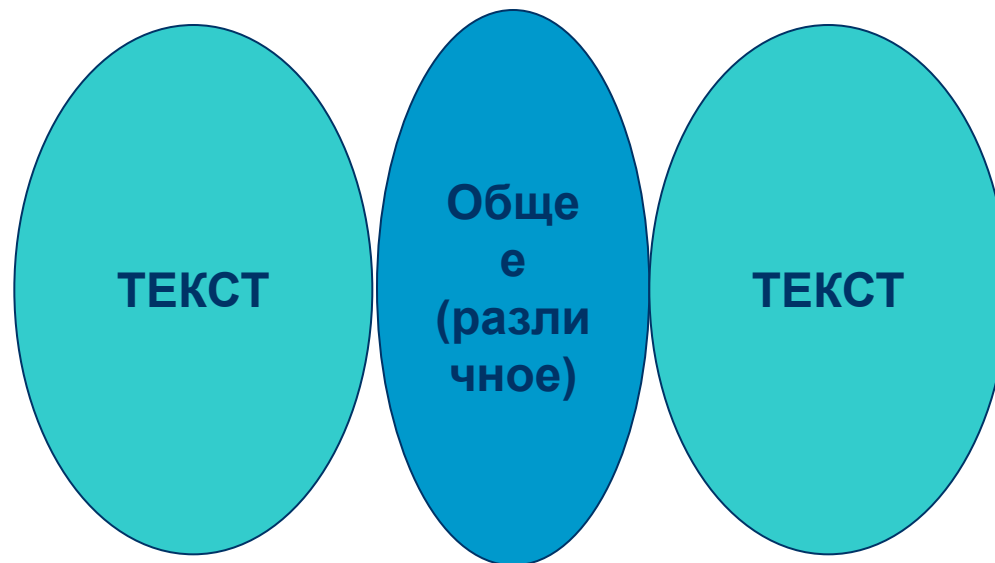 ТЕКСТ
Обще
е
(разли
чное)
ТЕКСТ